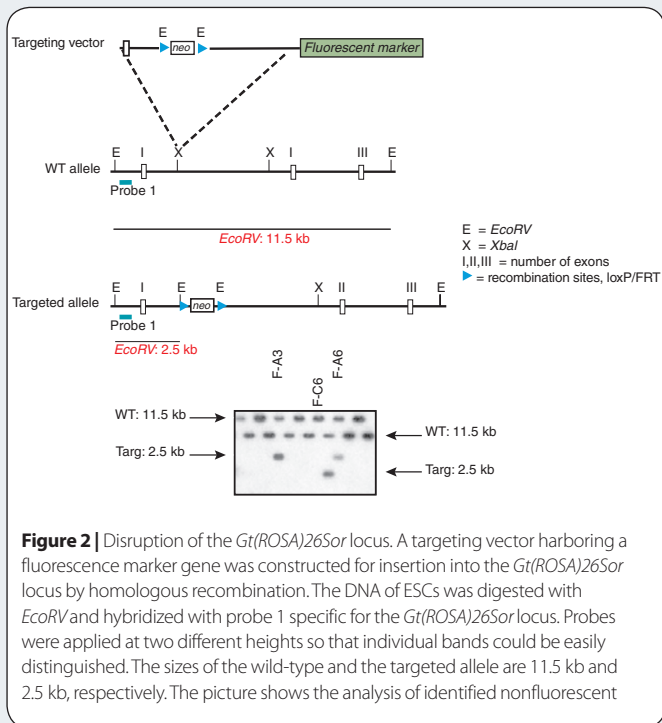 E E
Targeting vector neo Fluorescent marker
E I X X I III E
WT allele
Probe 1
EcoRV: 11.5 kb
E = EcoRV
X = XbaI
I,II,III = number of exons
= recombination sites, loxP/FRT
E I E E X II III E
Targeted allele neo
Probe 1
EcoRV: 2.5 kb
F-A3 F-C6 F-A6
WT: 11.5 kb
WT: 11.5 kb
Targ: 2.5 kb
Targ: 2.5 kb
Figure 2 | Disruption of the Gt(ROSA)26Sor locus. A targeting vector harboring a
fluorescence marker gene was constructed for insertion into the Gt(ROSA)26Sor
locus by homologous recombination. The DNA of ESCs was digested with
EcoRV and hybridized with probe 1 specific for the Gt(ROSA)26Sor locus. Probes
were applied at two different heights so that individual bands could be easily
distinguished. The sizes of the wild-type and the targeted allele are 11.5 kb and
2.5 kb, respectively. The picture shows the analysis of identified nonfluorescent